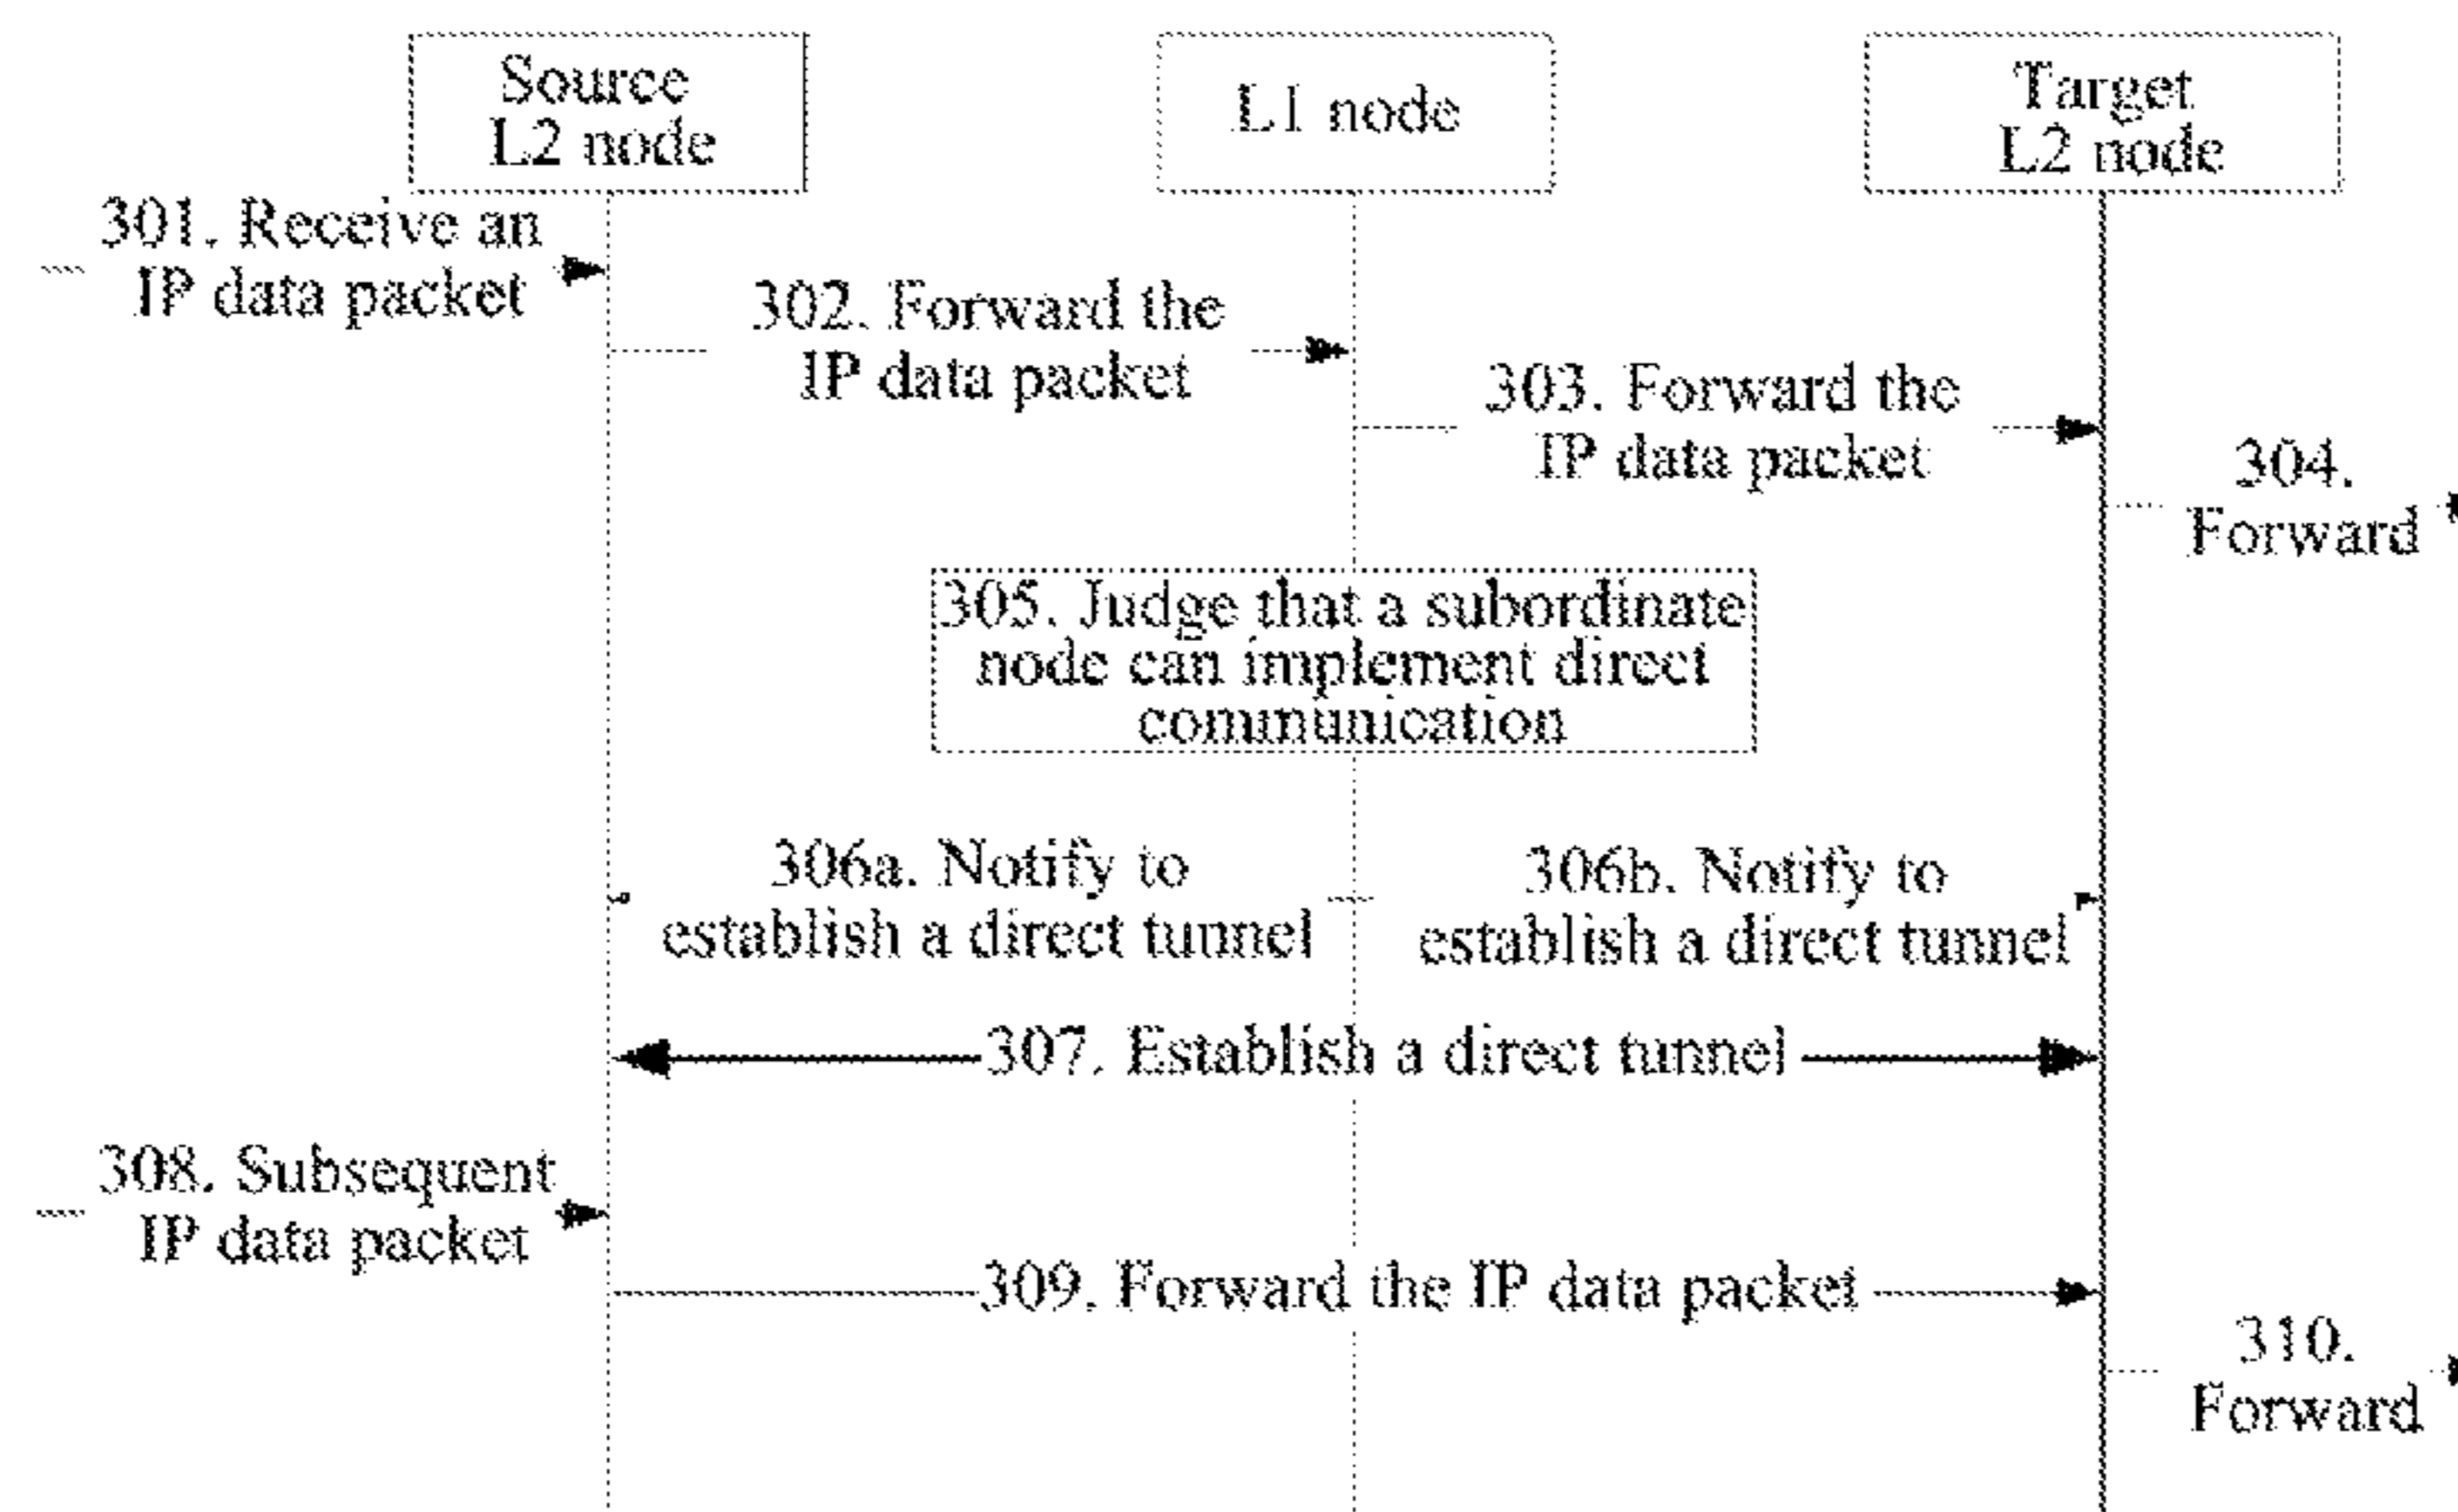 Source
L2 node
L1 node
Target
L2 node
301. Receive an
IP data packet
302. Forward the
IP data packet
303. Forward the
IP data packet
304.
Forward
305. Judge that a subordinate
node can implement direct
communication
306a. Notify to
establish a direct tunnel
306b. Notify to
establish a direct tunnel
307. Establish a direct tunnel
308. Subsequent
IP data packet
309. Forward the IP data packet
310.
Forward